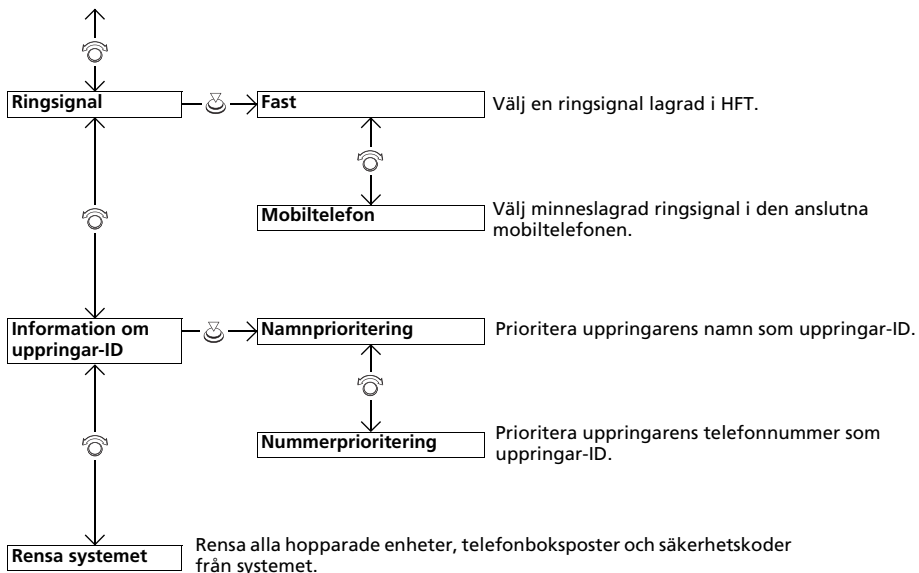 Ringsignal
Fast
Välj en ringsignal lagrad i HFT.
Mobiltelefon
Välj minneslagrad ringsignal i den anslutna
mobiltelefonen.
Information om
uppringar-ID
Namnprioritering
Prioritera uppringarens namn som uppringar-ID.
Nummerprioritering
Prioritera uppringarens telefonnummer som
uppringar-ID.
Rensa systemet
Rensa alla hopparade enheter, telefonboksposter och säkerhetskoder
från systemet.